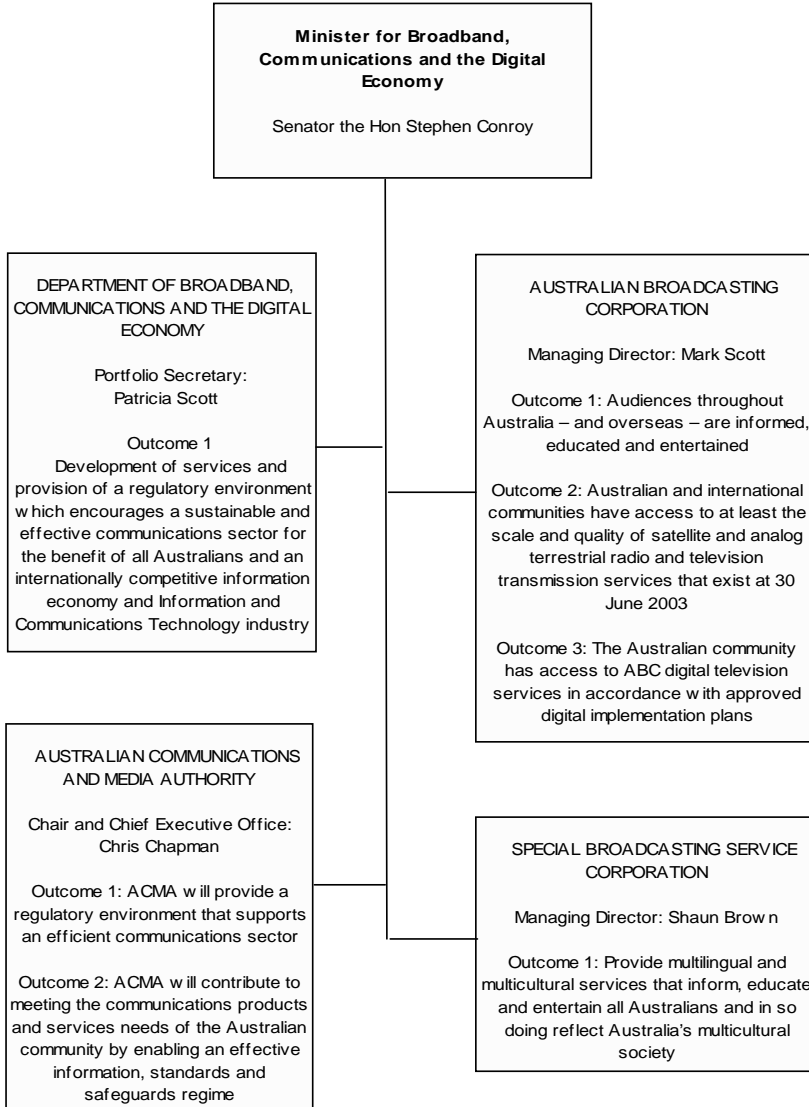 Minister for Broadband,
Communications and the Digital
Economy
Senator the Hon Stephen Conroy
DEPARTMENT OF BROADBAND,
COMMUNICATIONS AND THE DIGITAL
ECONOMY
Portfolio Secretary:
Patricia Scott
Outcome 1
Development of services and
provision of a regulatory environment
which encourages a sustainable and
effective communications sector for
the benefit of all Australians and an
internationally competitive information
economy and Information and
Communications Technology industry
AUSTRALIAN BROADCASTING
CORPORATION
Managing Director: Mark Scott
Outcome 1: Audiences throughout
Australia – and overseas – are informed,
educated and entertained
Outcome 2: Australian and international
communities have access to at least the
scale and quality of satellite and analog
terrestrial radio and television
transmission services that exist at 30
June 2003
Outcome 3: The Australian community
has access to ABC digital television
services in accordance with approved
digital implementation plans
AUSTRALIAN COMMUNICATIONS
AND MEDIA AUTHORITY
Chair and Chief Executive Office:
Chris Chapman
Outcome 1: ACMA will provide a
regulatory environment that supports
an efficient communications sector
Outcome 2: ACMA will contribute to
meeting the communications products
and services needs of the Australian
community by enabling an effective
information, standards and
safeguards regime
SPECIAL BROADCASTING SERVICE
CORPORATION
Managing Director: Shaun Brown
Outcome 1: Provide multilingual and
multicultural services that inform, educate
and entertain all Australians and in so
doing reflect Australia's multicultural
society